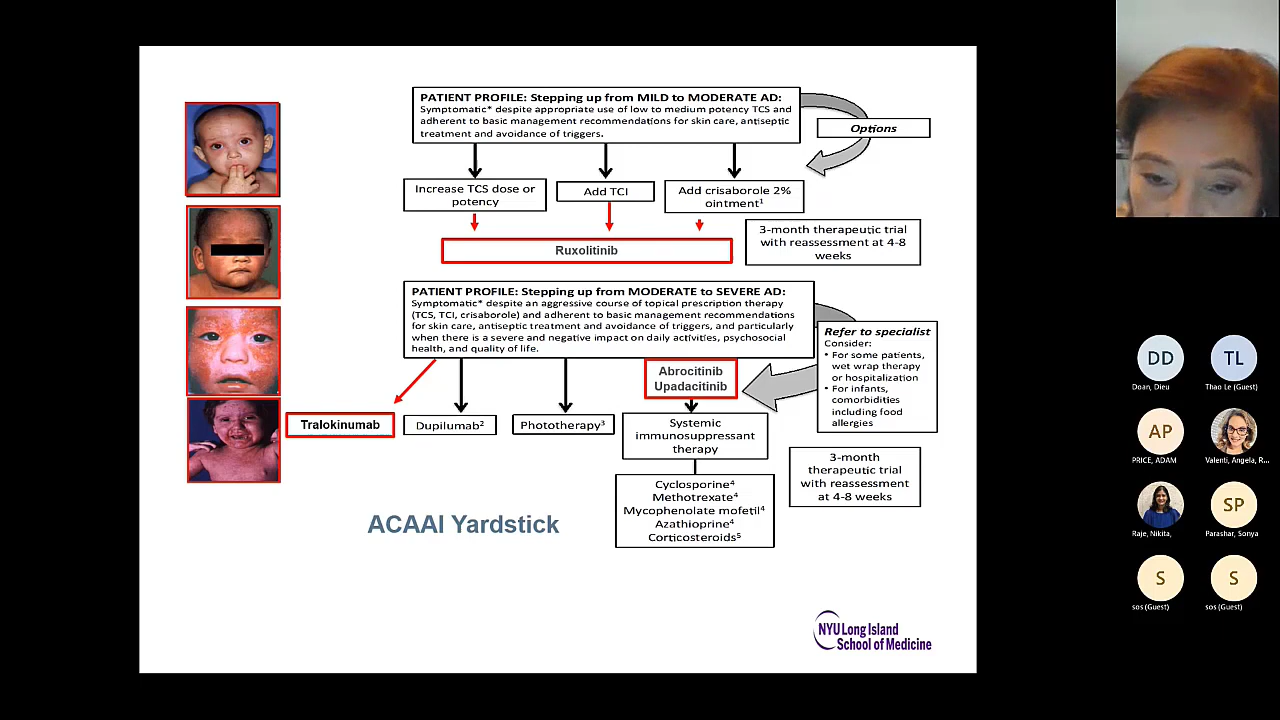 PATIENT PROFILE: Stepping up from MILD to MODERATE AD:
Symptomatic* despite appropriate use of low to medium potency TCS and
adherent to basic management recommendations for skin care, antiseptic
treatment and avoidance of triggers.
Options
Increase TCS dose or
potency
Add TCI
Add crisaborole 2%
ointment¹
Ruxolitinib
3-month therapeutic trial
with reassessment at 4-8
weeks
PATIENT PROFILE: Stepping up from MODERATE to SEVERE AD:
Symptomatic* despite an aggressive course of topical prescription therapy
(TCS, TCI, crisaborole) and adherent to basic management recommendations
for skin care, antiseptic treatment and avoidance of triggers, and particularly
when there is a severe and negative impact on daily activities, psychosocial
health, and quality of life.
Refer to specialist
Consider:
• For some patients,
wet wrap therapy
or hospitalization
• For infants,
comorbidities
including food
allergies
Abrocitinib
Upadacitinib
Tralokinumab
Dupilumab²
Phototherapy³
Systemic
immunosuppressant
therapy
3-month
therapeutic trial
with reassessment
at 4-8 weeks
Cyclosporine⁴
Methotrexate⁴
Mycophenolate mofetil⁴
Azathioprine⁴
Corticosteroids⁵
ACAAI Yardstick
NYU Long Island
School of Medicine
DD
Doan, Dieu
TL
Thao Le (Guest)
AP
PRICE, ADAM
Valenti, Angela, R...
Raje, Nikita,
SP
Parashar, Sonya
S
sos (Guest)
S
sos (Guest)